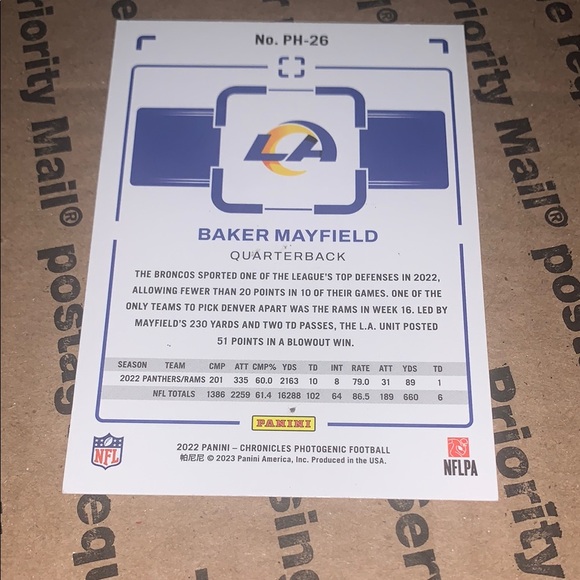 No. PH-26
LA
BAKER MAYFIELD
QUARTERBACK
THE BRONCOS SPORTED ONE OF THE LEAGUE'S TOP DEFENSES IN 2022,
ALLOWING FEWER THAN 20 POINTS IN 10 OF THEIR GAMES. ONE OF THE
ONLY TEAMS TO PICK DENVER APART WAS THE RAMS IN WEEK 16. LED BY
MAYFIELD'S 230 YARDS AND TWO TD PASSES, THE L.A. UNIT POSTED
51 POINTS IN A BLOWOUT WIN.
SEASON TEAM CMP ATT CMP% YDS TD INT RATE ATT YDS TD
2022 PANTHERS/RAMS 201 335 60.0 2163 10 8 79.0 31 89 1
NFL TOTALS 1386 2259 61.4 16288 102 64 86.5 189 660 6
PANINI
NFL
2022 PANINI – CHRONICLES PHOTOGENIC FOOTBALL
帕尼尼 © 2023 Panini America, Inc. Produced in the USA.
NFLPA
Priority Mail® postag
Priority Mail® postage
Priority